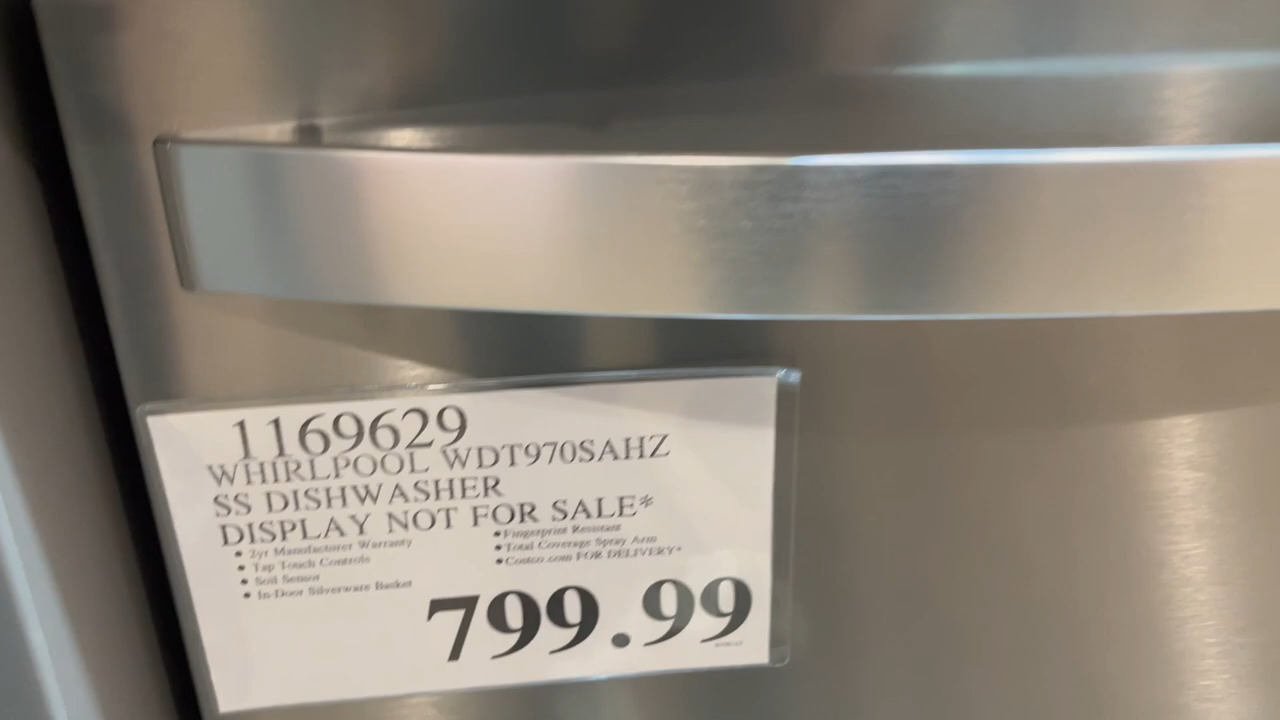 1169629
WHIRLPOOL WDT970SAHZ
SS DISHWASHER
DISPLAY NOT FOR SALE*
• 2yr Manufacturer Warranty
• Tap Touch Controls
• Soil Sensor
• In-Door Silverware Basket
• Fingerprint Resistant
• Total Coverage Spray Arm
• Costco.com FOR DELIVERY*
799.99